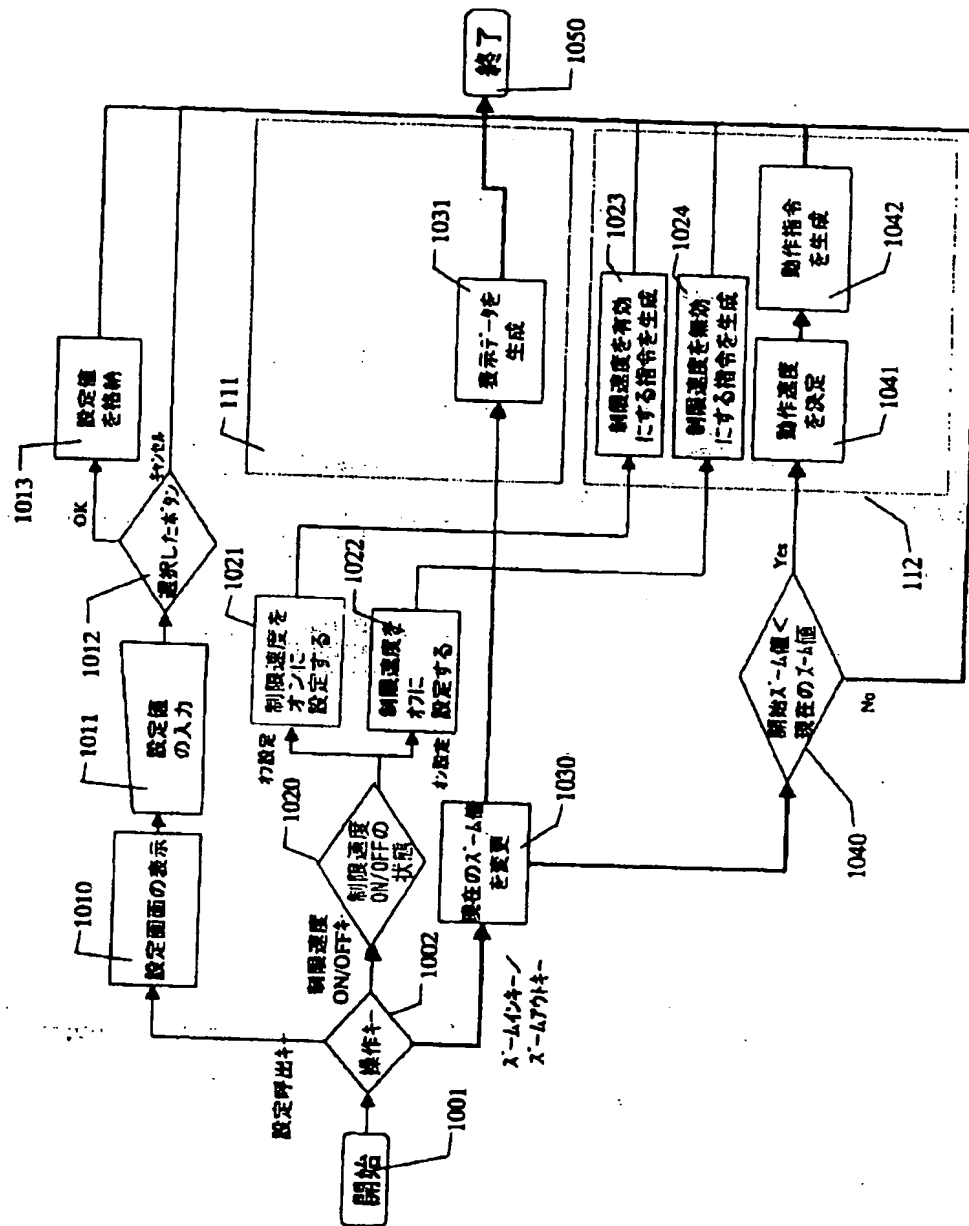 開始
1001
操作キー
1002
設定呼出キー
設定画面の表示
1010
設定値
の入力
1011
選択したボタン
1012
OK
キャンセル
設定値
を格納
1013
制限速度
ON/OFFキー
制限速度
ON/OFFの
状態
1020
オフ設定
制限速度を
オンに
設定する
1021
オン設定
制限速度を
オフに
設定する
1022
制限速度を有効
にする指令を生成
1023
制限速度を無効
にする指令を生成
1024
ズームインキー/
ズームアウトキー
現在のズーム値
を変更
1030
表示データを
生成
1031
111
開始ズーム値<
現在のズーム値
1040
Yes
No
動作速度
を決定
1041
動作指令
を生成
1042
112
終了
1050